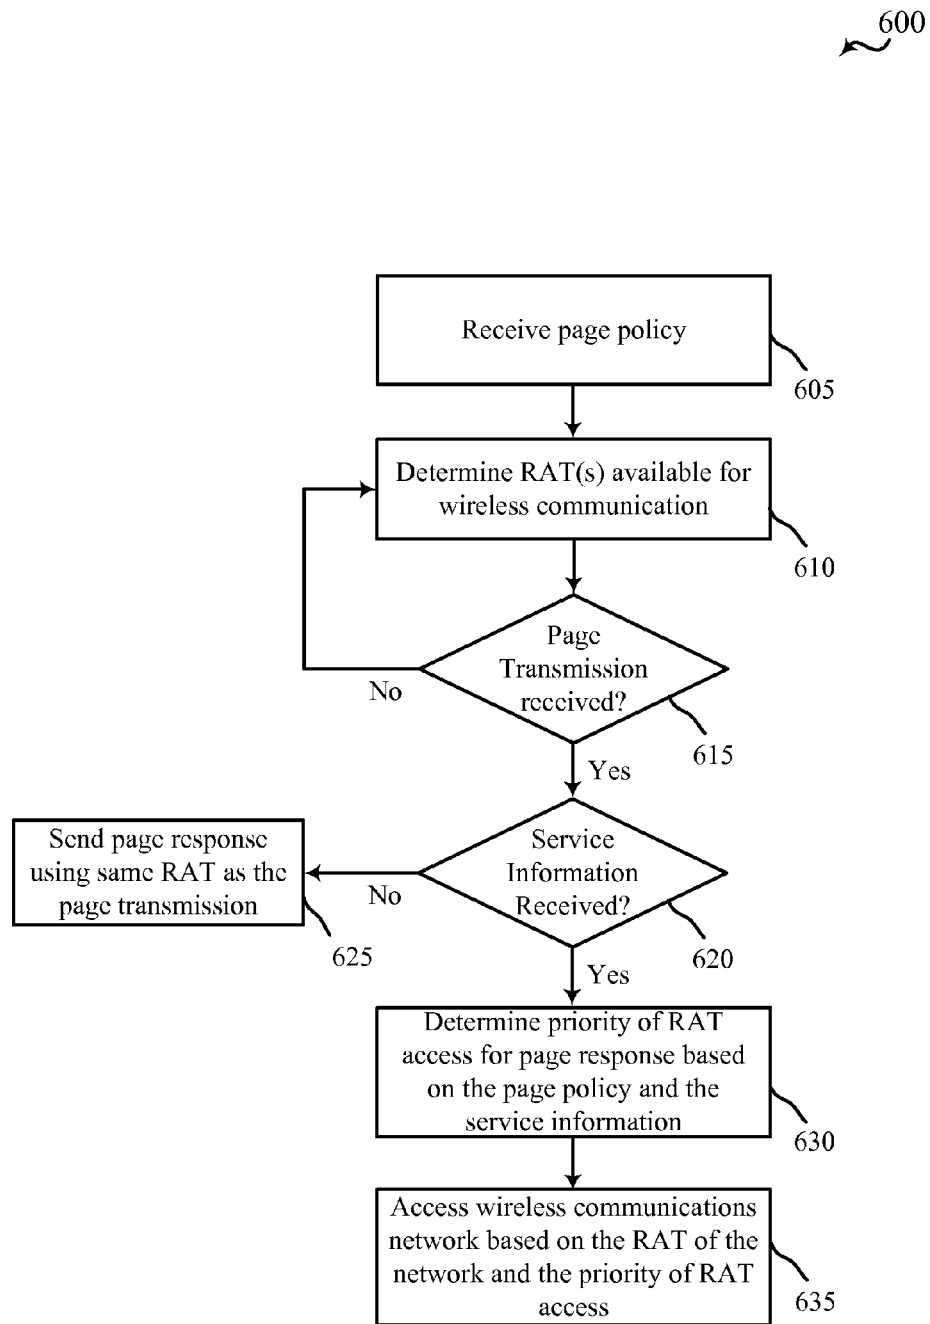 600
Receive page policy
605
Determine RAT(s) available for
wireless communication
610
Page
Transmission
received?
No
615
Yes
Send page response
using same RAT as the
page transmission
625
Service
Information
Received?
No
620
Yes
Determine priority of RAT
access for page response based
on the page policy and the
service information
630
Access wireless communications
network based on the RAT of the
network and the priority of RAT
access
635